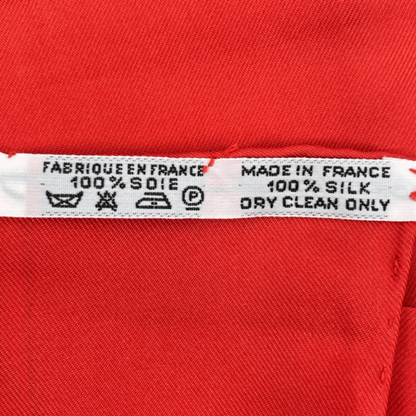 FABRIQUE EN FRANCE
100% SOIE
P
MADE IN FRANCE
100% SILK
DRY CLEAN ONLY